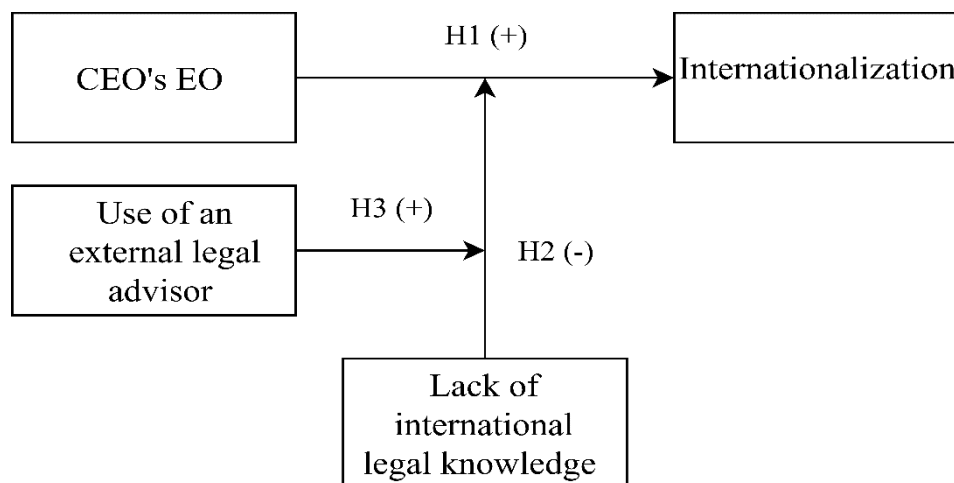 H1 (+)
CEO's EO
Internationalization
Use of an
external legal
advisor
H3 (+)
H2 (-)
Lack of
international
legal knowledge